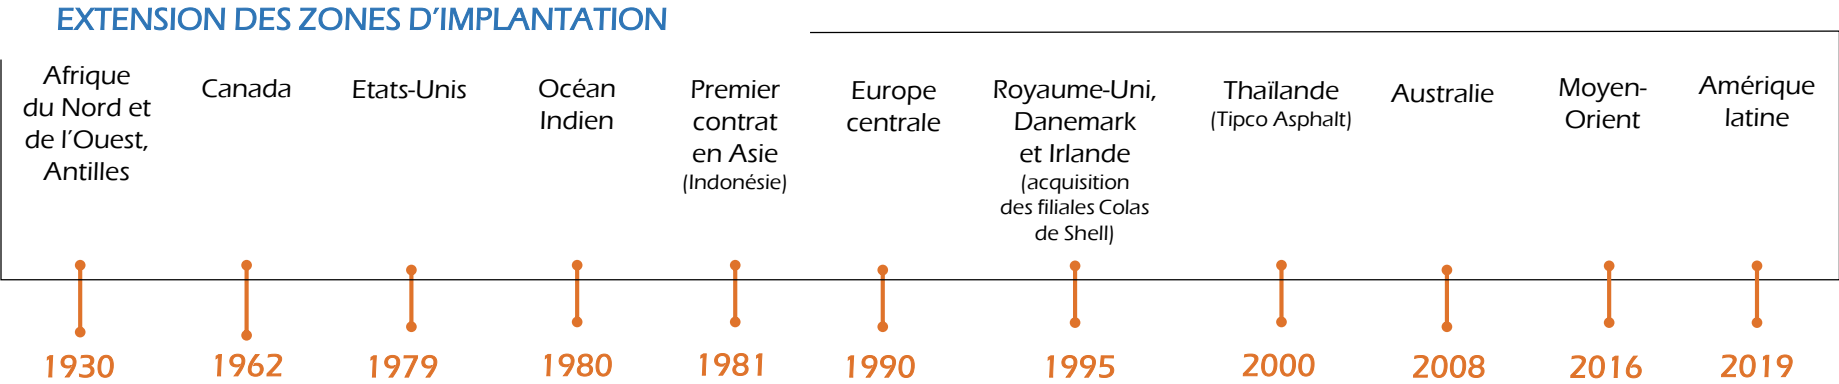 EXTENSION DES ZONES D'IMPLANTATION
Afrique
du Nord et
de l'Ouest,
Antilles
Canada
Etats-Unis
Océan
Indien
Premier
contrat
en Asie
(Indonésie)
Europe
centrale
Royaume-Uni,
Danemark
et Irlande
(acquisition
des filiales Colas
de Shell)
Thaïlande
(Tipco Asphalt)
Australie
Moyen-
Orient
Amérique
latine
1930
1962
1979
1980
1981
1990
1995
2000
2008
2016
2019